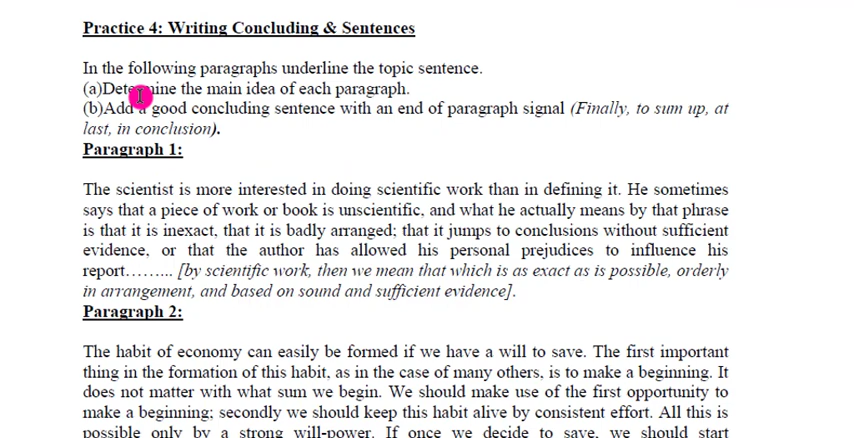 Practice 4: Writing Concluding & Sentences
In the following paragraphs underline the topic sentence.
(a)Determine the main idea of each paragraph.
(b)Add a good concluding sentence with an end of paragraph signal (Finally, to sum up, at
last, in conclusion).
Paragraph 1:
The scientist is more interested in doing scientific work than in defining it. He sometimes
says that a piece of work or book is unscientific, and what he actually means by that phrase
is that it is inexact, that it is badly arranged; that it jumps to conclusions without sufficient
evidence, or that the author has allowed his personal prejudices to influence his
report……... [by scientific work, then we mean that which is as exact as is possible, orderly
in arrangement, and based on sound and sufficient evidence].
Paragraph 2:
The habit of economy can easily be formed if we have a will to save. The first important
thing in the formation of this habit, as in the case of many others, is to make a beginning. It
does not matter with what sum we begin. We should make use of the first opportunity to
make a beginning; secondly we should keep this habit alive by consistent effort. All this is
possible only by a strong will-power. If once we decide to save, we should start